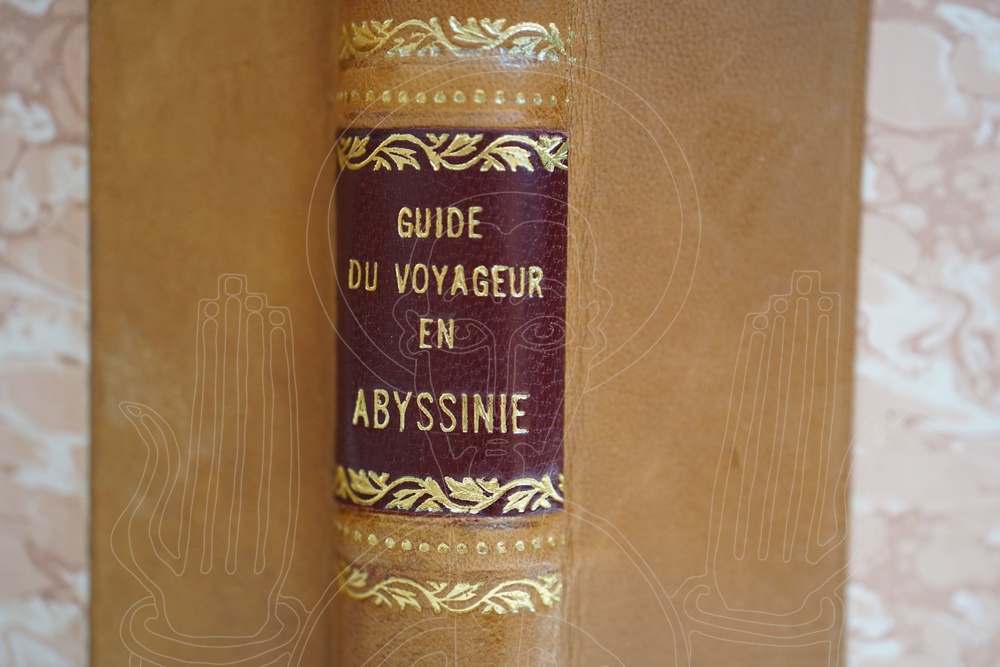 GUIDE
DU VOYAGEUR
EN
ABYSSINIE